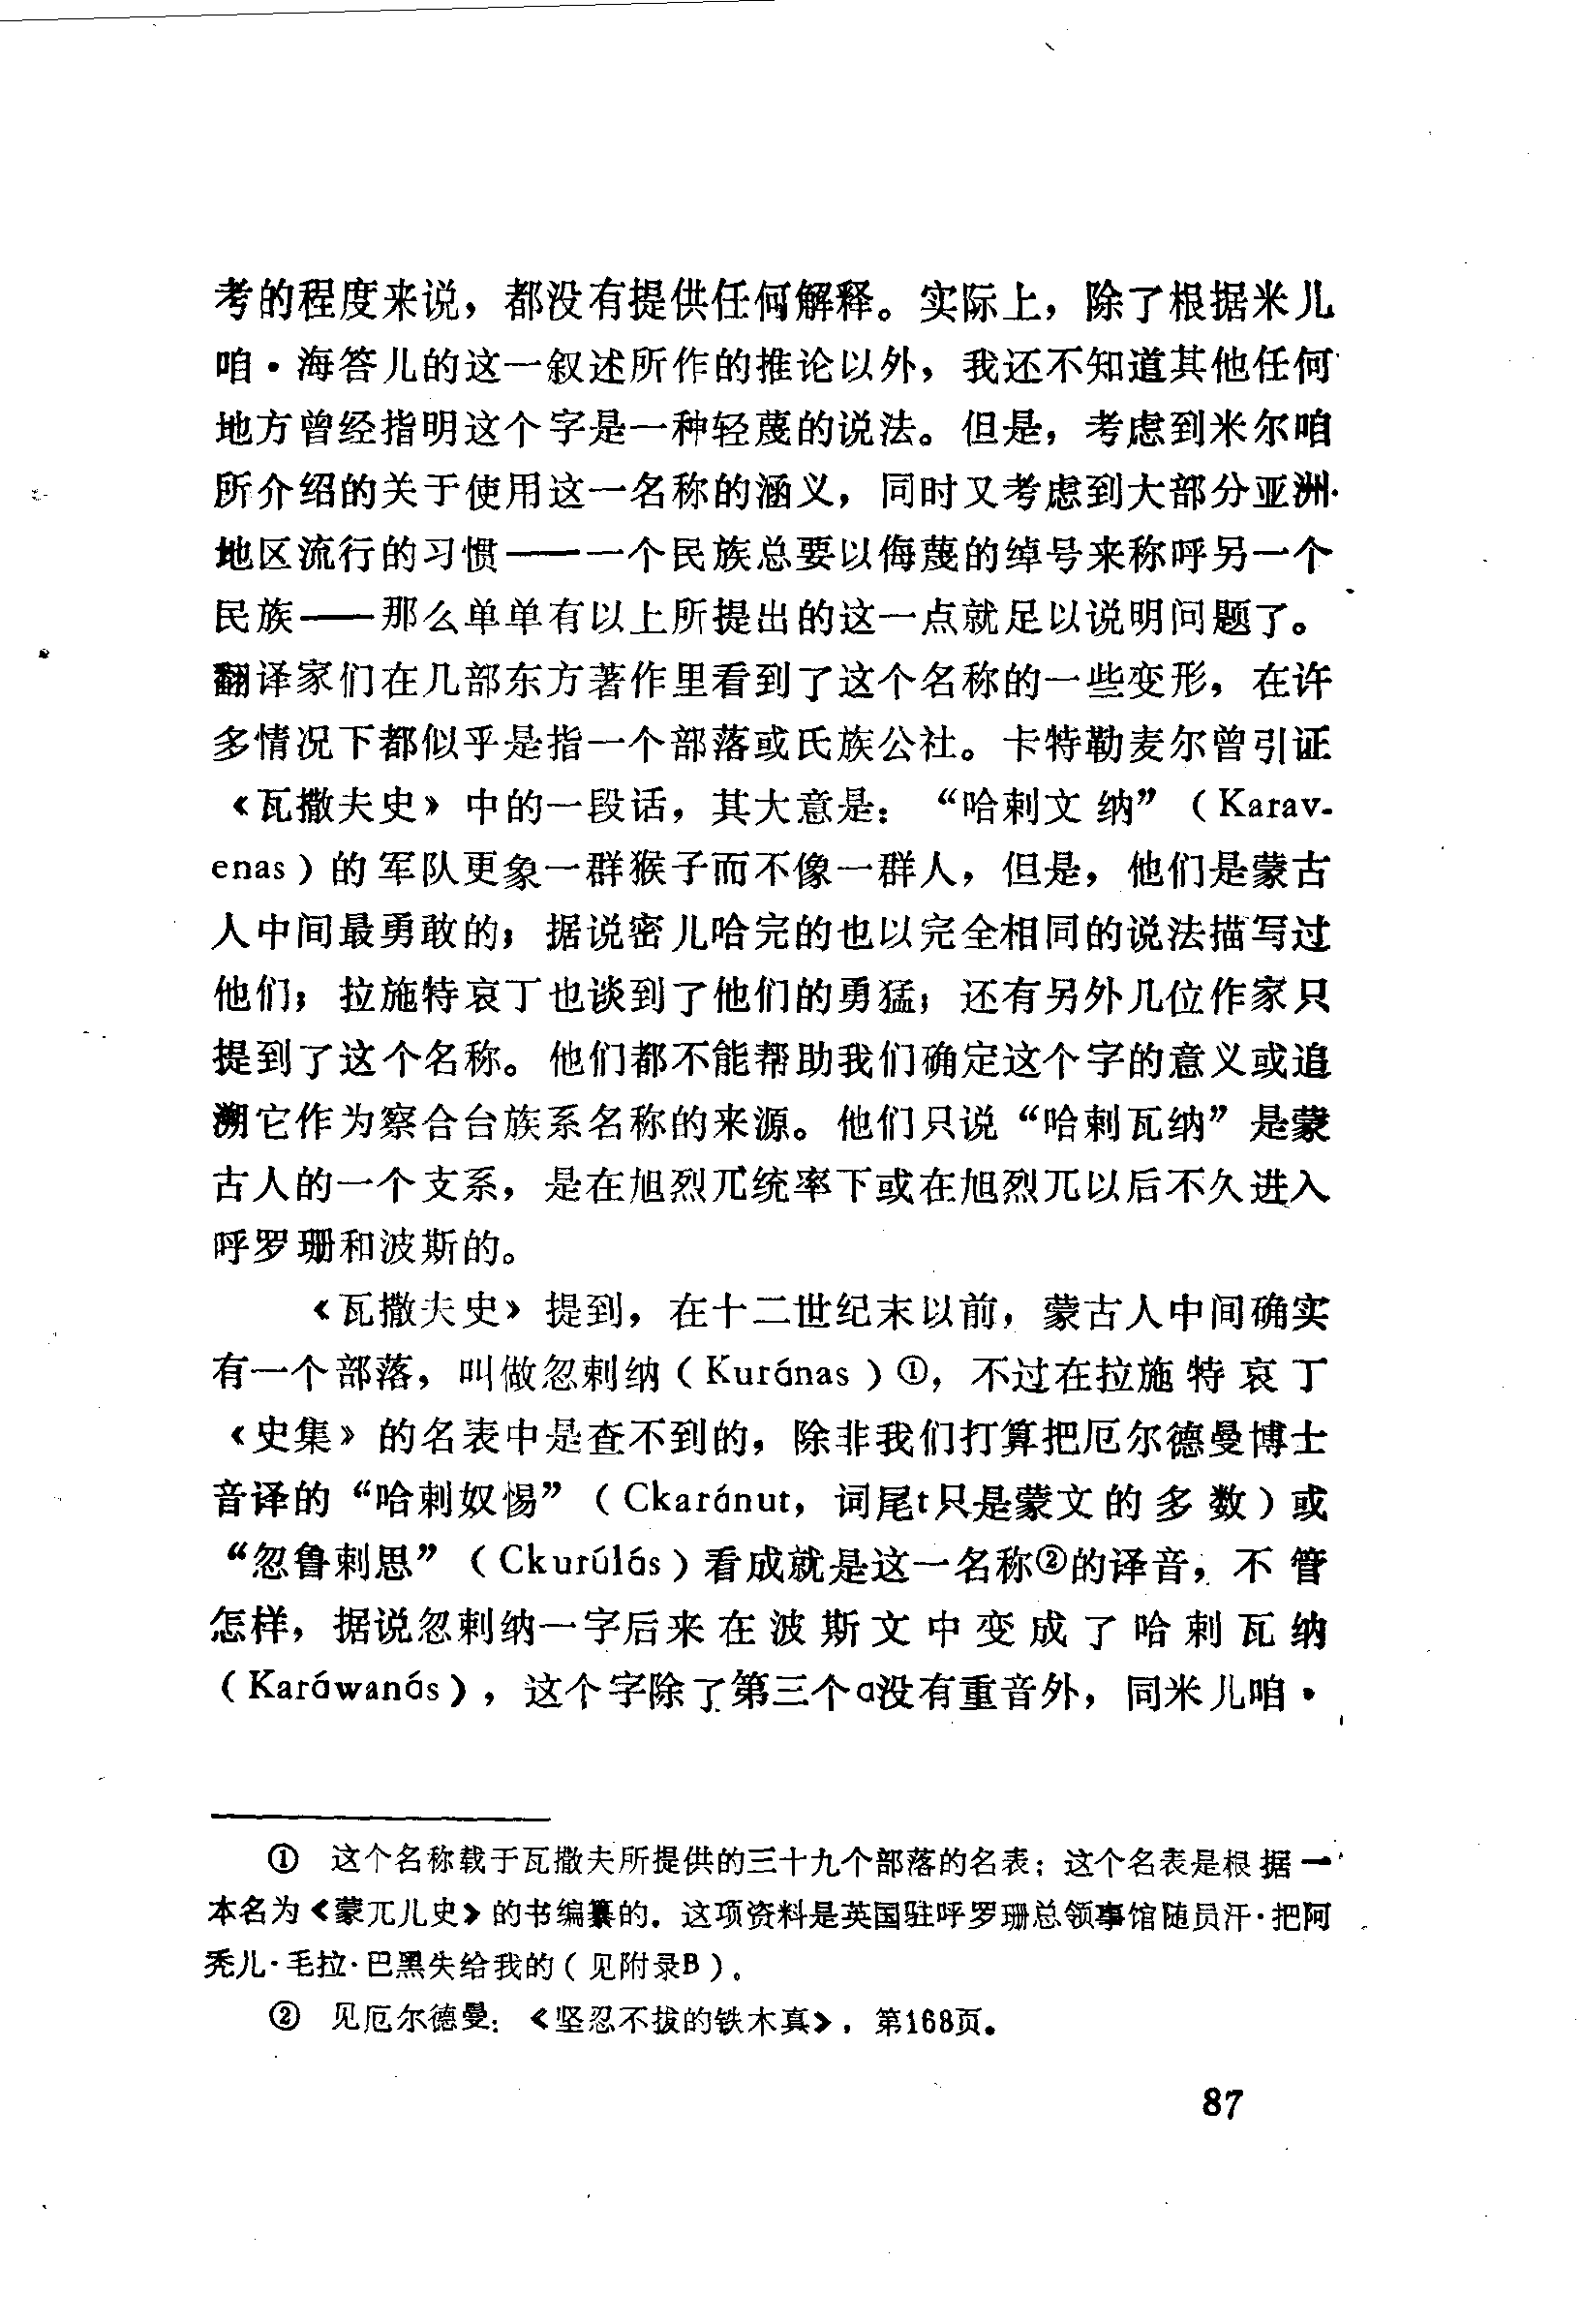 考的程度来说，都没有提供任何解释。实际上，除了根据米儿
咱·海答儿的这一叙述所作的推论以外，我还不知道其他任何
地方曾经指明这个字是一种轻蔑的说法。但是，考虑到米尔咱
所介绍的关于使用这一名称的涵义，同时又考虑到大部分亚洲
地区流行的习惯——一个民族总要以侮蔑的绰号来称呼另一个
民族——那么单单有以上所提出的这一点就足以说明问题了。
翻译家们在几部东方著作里看到了这个名称的一些变形，在许
多情况下都似乎是指一个部落或氏族公社。卡特勒麦尔曾引证
《瓦撒夫史》中的一段话，其大意是：“哈剌文纳”（Karav-
enas）的军队更象一群猴子而不像一群人，但是，他们是蒙古
人中间最勇敢的；据说密儿哈完的也以完全相同的说法描写过
他们；拉施特哀丁也谈到了他们的勇猛；还有另外几位作家只
提到了这个名称。他们都不能帮助我们确定这个字的意义或追
溯它作为察合台族系名称的来源。他们只说“哈剌瓦纳”是蒙
古人的一个支系，是在旭烈兀统率下或在旭烈兀以后不久进入
呼罗珊和波斯的。
《瓦撒夫史》提到，在十二世纪末以前，蒙古人中间确实
有一个部落，叫做忽剌纳（Kuránas）①，不过在拉施特哀丁
《史集》的名表中是查不到的，除非我们打算把厄尔德曼博士
音译的“哈剌奴惕”（Ckaránut，词尾t只是蒙文的多数）或
“忽鲁剌思”（Ckurúlás）看成就是这一名称②的译音，不管
怎样，据说忽剌纳一字后来在波斯文中变成了哈剌瓦纳
（Karáwanás），这个字除了第三个a没有重音外，同米儿咱·
① 这个名称载于瓦撒夫所提供的三十九个部落的名表；这个名表是根据一
本名为《蒙兀儿史》的书编纂的。这项资料是英国驻呼罗珊总领事馆随员汗·把阿
秃儿·毛拉·巴黑失给我的（见附录B）。
② 见厄尔德曼：《坚忍不拔的铁木真》，第168页。
87